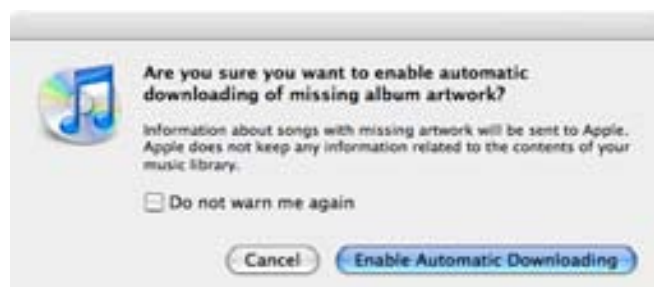 Are you sure you want to enable automatic
downloading of missing album artwork?
Information about songs with missing artwork will be sent to Apple.
Apple does not keep any information related to the contents of your
music library.
Do not warn me again
Cancel
Enable Automatic Downloading